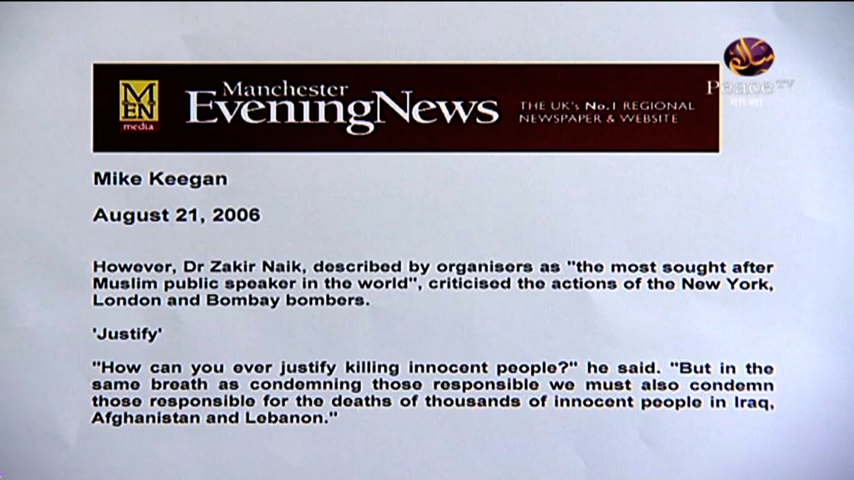 MEN
media
Manchester
EveningNews
THE UK's No.1 REGIONAL
NEWSPAPER & WEBSITE
PeaceTV
বাংলা
Mike Keegan
August 21, 2006
However, Dr Zakir Naik, described by organisers as "the most sought after
Muslim public speaker in the world", criticised the actions of the New York,
London and Bombay bombers.
'Justify'
"How can you ever justify killing innocent people?" he said. "But in the
same breath as condemning those responsible we must also condemn
those responsible for the deaths of thousands of innocent people in Iraq,
Afghanistan and Lebanon."